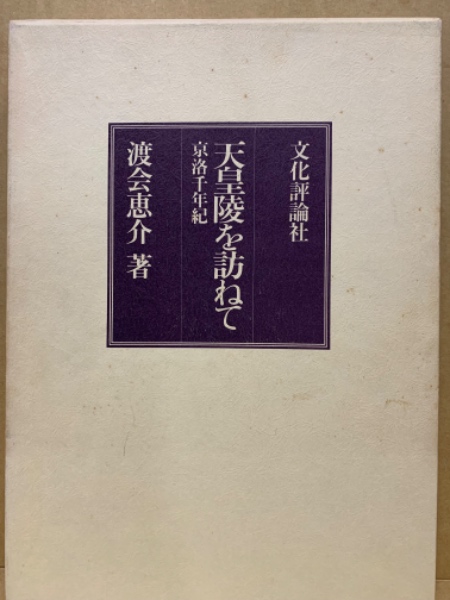 文化評論社
天皇陵を訪ねて
京洛千年紀
渡会恵介 著